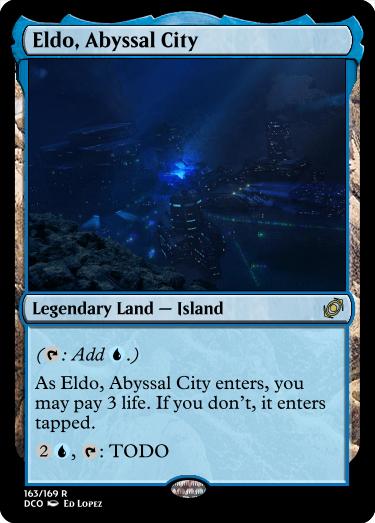 Eldo, Abyssal City
Legendary Land — Island
(: Add .)
As Eldo, Abyssal City enters, you
may pay 3 life. If you don't, it enters
tapped.
2 , : TODO
163/169 R
DCO Ed Lopez